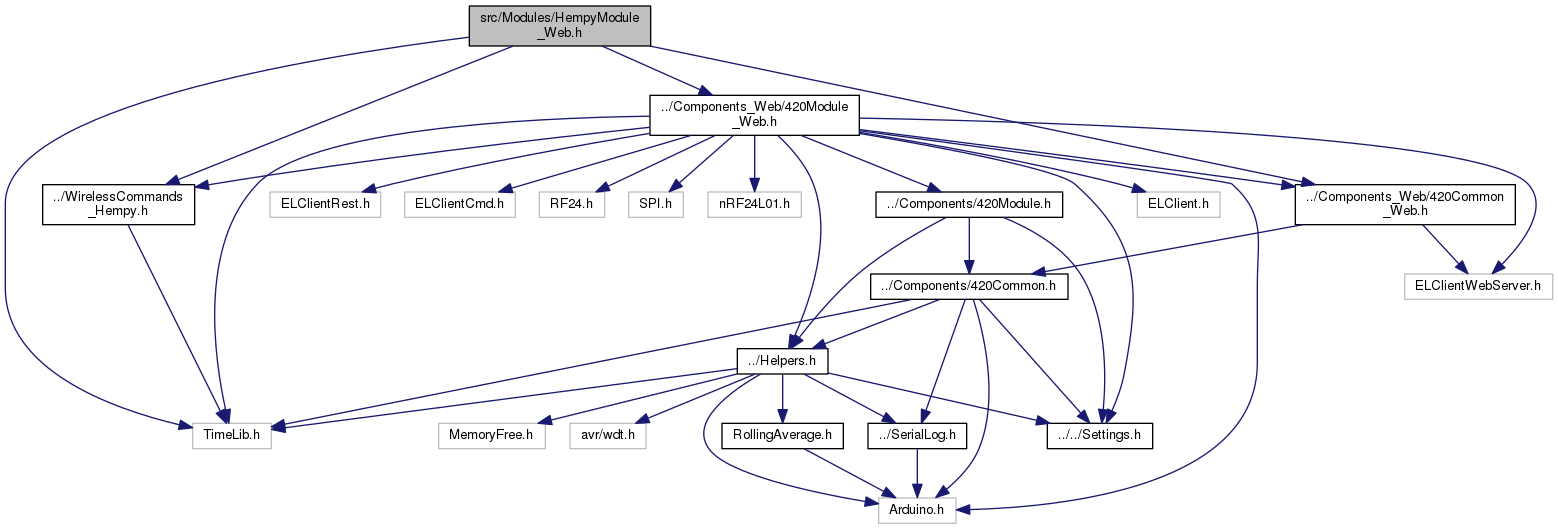 src/Modules/HempyModule
_Web.h
../Components_Web/420Module
_Web.h
../WirelessCommands
_Hempy.h
ELClientRest.h
ELClientCmd.h
RF24.h
SPI.h
nRF24L01.h
../Components/420Module.h
ELClient.h
../Components_Web/420Common
_Web.h
../Components/420Common.h
ELClientWebServer.h
../Helpers.h
TimeLib.h
MemoryFree.h
avr/wdt.h
RollingAverage.h
../SerialLog.h
../../Settings.h
Arduino.h